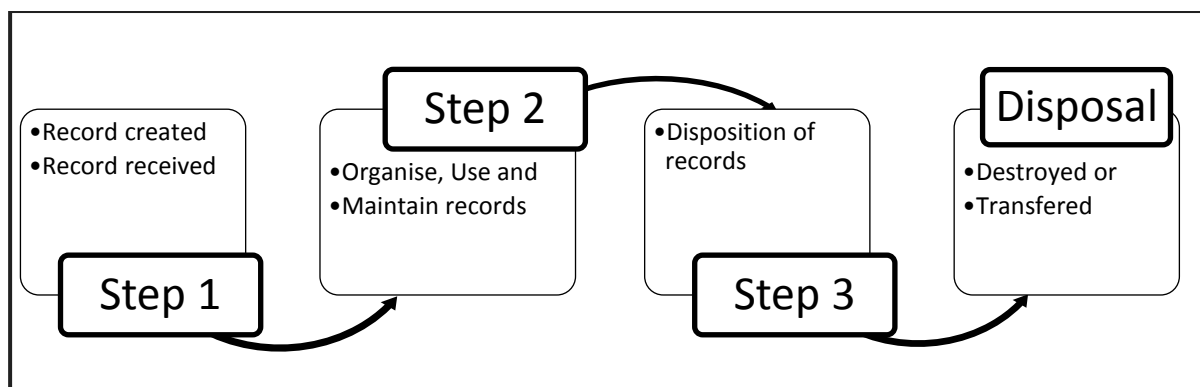 •Record created
•Record received
Step 1
Step 2
•Organise, Use and
•Maintain records
•Disposition of
records
Step 3
Disposal
•Destroyed or
•Transfered